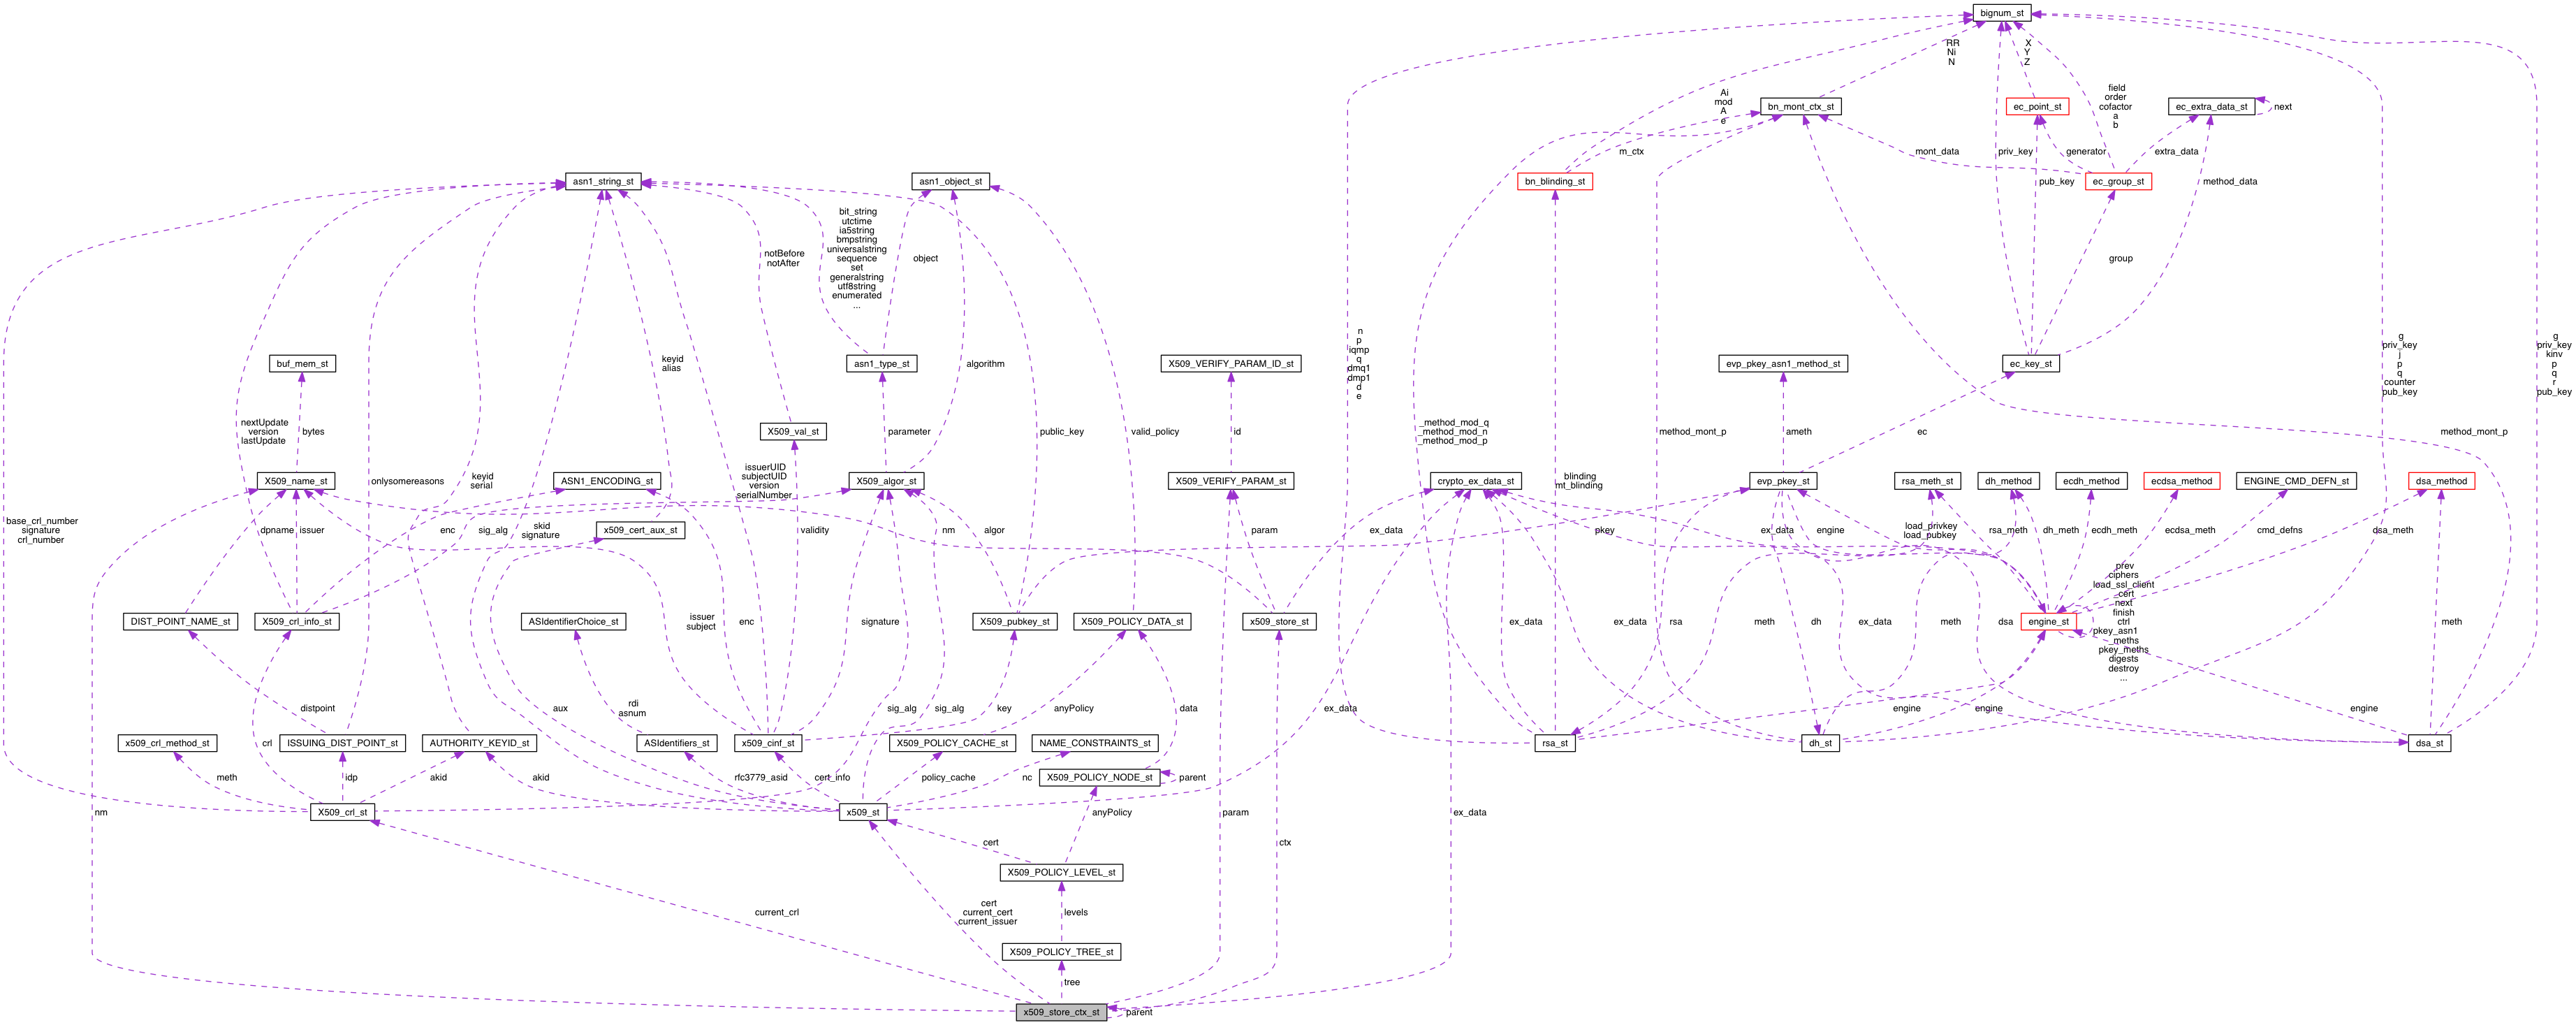 bignum_st
RR
Ni
N
X
Y
Z
Ai
mod
A
e
bn_mont_ctx_st
ec_point_st
field
order
cofactor
a
b
ec_extra_data_st
next
m_ctx
priv_key
generator
mont_data
extra_data
asn1_string_st
asn1_object_st
bn_blinding_st
pub_key
ec_group_st
method_data
bit_string
utctime
ia5string
bmpstring
universalstring
sequence
set
generalstring
utf8string
enumerated
...
notBefore
notAfter
object
group
n
p
iqmp
q
dmq1
dmp1
d
e
g
priv_key
j
p
q
counter
pub_key
g
priv_key
kinv
p
q
r
pub_key
buf_mem_st
keyid
alias
asn1_type_st
algorithm
X509_VERIFY_PARAM_ID_st
evp_pkey_asn1_method_st
ec_key_st
nextUpdate
version
lastUpdate
bytes
X509_val_st
parameter
public_key
valid_policy
id
_method_mod_q
_method_mod_n
_method_mod_p
method_mont_p
ameth
ec
method_mont_p
X509_name_st
onlysomereasons
keyid
serial
ASN1_ENCODING_st
issuerUID
subjectUID
version
serialNumber
X509_algor_st
X509_VERIFY_PARAM_st
crypto_ex_data_st
blinding
mt_blinding
evp_pkey_st
rsa_meth_st
dh_method
ecdh_method
ecdsa_method
ENGINE_CMD_DEFN_st
dsa_method
base_crl_number
signature
crl_number
dpname
issuer
enc
sig_alg
skid
signature
x509_cert_aux_st
validity
nm
algor
param
ex_data
pkey
ex_data
engine
load_privkey
load_pubkey
rsa_meth
dh_meth
ecdh_meth
ecdsa_meth
cmd_defns
dsa_meth
DIST_POINT_NAME_st
X509_crl_info_st
ASIdentifierChoice_st
issuer
subject
enc
signature
X509_pubkey_st
X509_POLICY_DATA_st
x509_store_st
ex_data
ex_data
rsa
meth
dh
ex_data
meth
dsa
engine_st
prev
ciphers
load_ssl_client
_cert
next
finish
ctrl
pkey_asn1
_meths
pkey_meths
digests
destroy
...
meth
distpoint
aux
rdi
asnum
sig_alg
sig_alg
key
anyPolicy
data
ex_data
engine
engine
engine
x509_crl_method_st
crl
ISSUING_DIST_POINT_st
AUTHORITY_KEYID_st
ASIdentifiers_st
x509_cinf_st
X509_POLICY_CACHE_st
NAME_CONSTRAINTS_st
rsa_st
dh_st
dsa_st
meth
idp
akid
akid
rfc3779_asid
cert_info
policy_cache
nc
X509_POLICY_NODE_st
parent
nm
X509_crl_st
x509_st
anyPolicy
param
ex_data
cert
ctx
X509_POLICY_LEVEL_st
current_crl
cert
current_cert
current_issuer
levels
X509_POLICY_TREE_st
tree
x509_store_ctx_st
parent